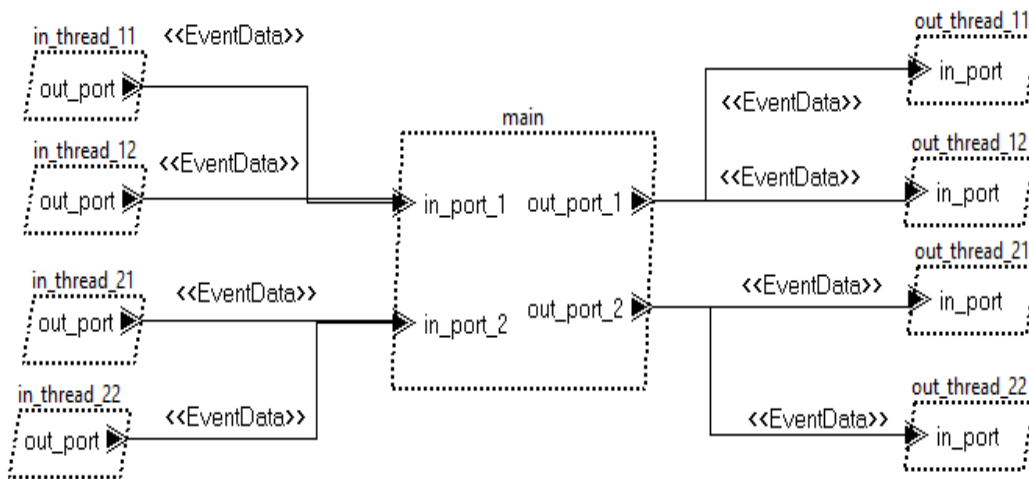 in_thread_11
<<EventData>>
out_port
in_thread_12
<<EventData>>
out_port
in_thread_21
<<EventData>>
out_port
in_thread_22
<<EventData>>
out_port
main
in_port_1
out_port_1
in_port_2
out_port_2
out_thread_11
in_port
<<EventData>>
out_thread_12
<<EventData>>
in_port
out_thread_21
<<EventData>>
in_port
out_thread_22
<<EventData>>
in_port